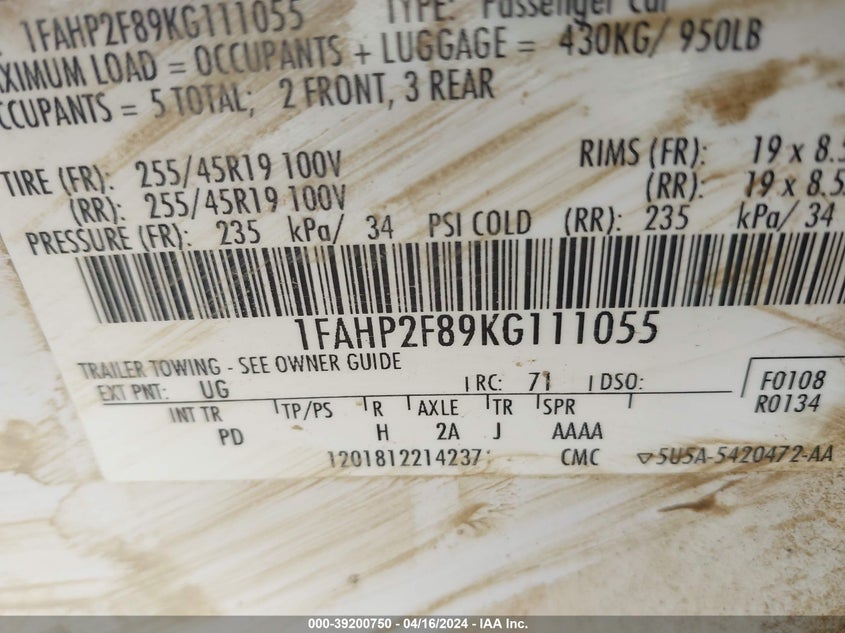 1FAHP2F89KG111055 TYPE: Passenger Car
MAXIMUM LOAD = OCCUPANTS + LUGGAGE = 430KG/ 950LB
OCCUPANTS = 5 TOTAL; 2 FRONT, 3 REAR
TIRE (FR): 255/45R19 100V RIMS (FR): 19 x 8.5
(RR): 255/45R19 100V (RR): 19 x 8.5
PRESSURE (FR): 235 kPa/ 34 PSI COLD (RR): 235 kPa/ 34
1FAHP2F89KG111055
TRAILER TOWING - SEE OWNER GUIDE
EXT PNT: UG RC: 71 DSO: F0108
INT TR TP/PS R AXLE TR SPR R0134
PD H 2A J AAAA
1201812214237 CMC ▽5U5A-5420472-AA
000-39200750 | 04/16/2024 - IAA Inc.